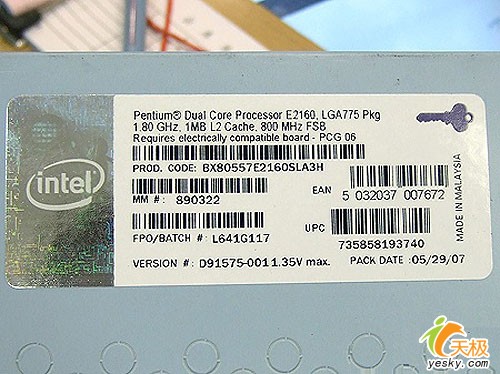 Pentium® Dual Core Processor E2160, LGA775 Pkg
1.80 GHz, 1MB L2 Cache, 800 MHz FSB
Requires electrically compatible board - PCG 06
PROD. CODE: BX80557E2160SLA3H
intel
MM #: 890322
EAN
5 032037 007672
FPO/BATCH #: L641G117
UPC
735858193740
VERSION #: D91575-001 1.35V max.
PACK DATE :05/29/07
MADE IN MALAYSIA
天极
yesky.com